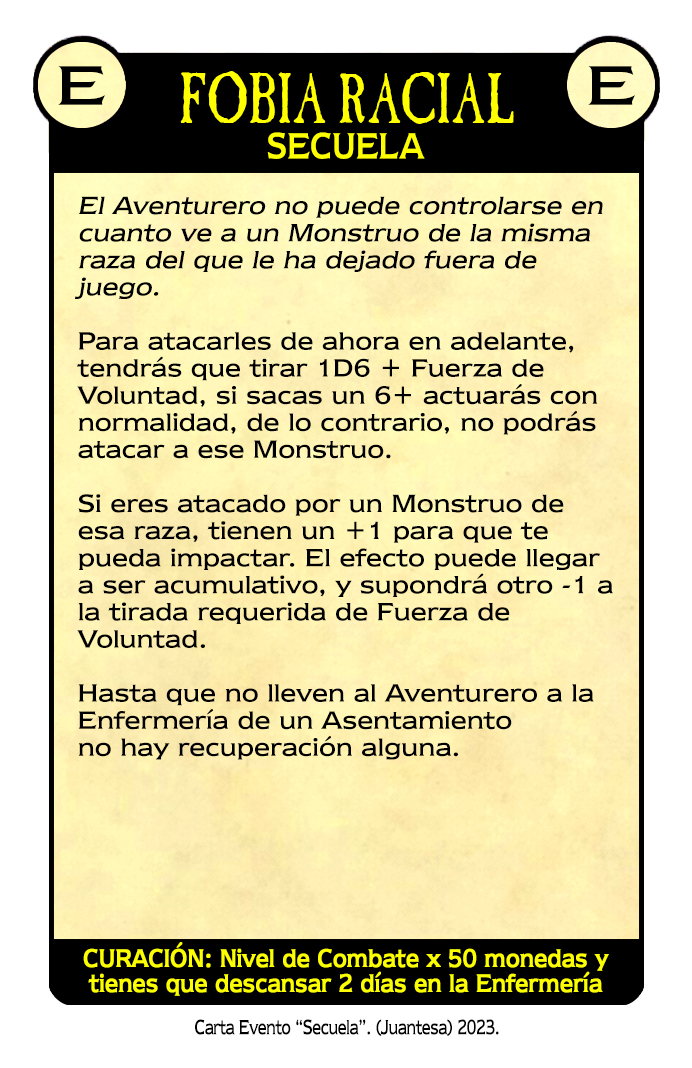 E FOBIA RACIAL E
SECUELA
El Aventurero no puede controlarse en
cuanto ve a un Monstruo de la misma
raza del que le ha dejado fuera de
juego.
Para atacarles de ahora en adelante,
tendrás que tirar 1D6 + Fuerza de
Voluntad, si sacas un 6+ actuarás con
normalidad, de lo contrario, no podrás
atacar a ese Monstruo.
Si eres atacado por un Monstruo de
esa raza, tienen un +1 para que te
pueda impactar. El efecto puede llegar
a ser acumulativo, y supondrá otro -1 a
la tirada requerida de Fuerza de
Voluntad.
Hasta que no lleven al Aventurero a la
Enfermería de un Asentamiento
no hay recuperación alguna.
CURACIÓN: Nivel de Combate x 50 monedas y
tienes que descansar 2 días en la Enfermería
Carta Evento “Secuela”. (Juantesa) 2023.